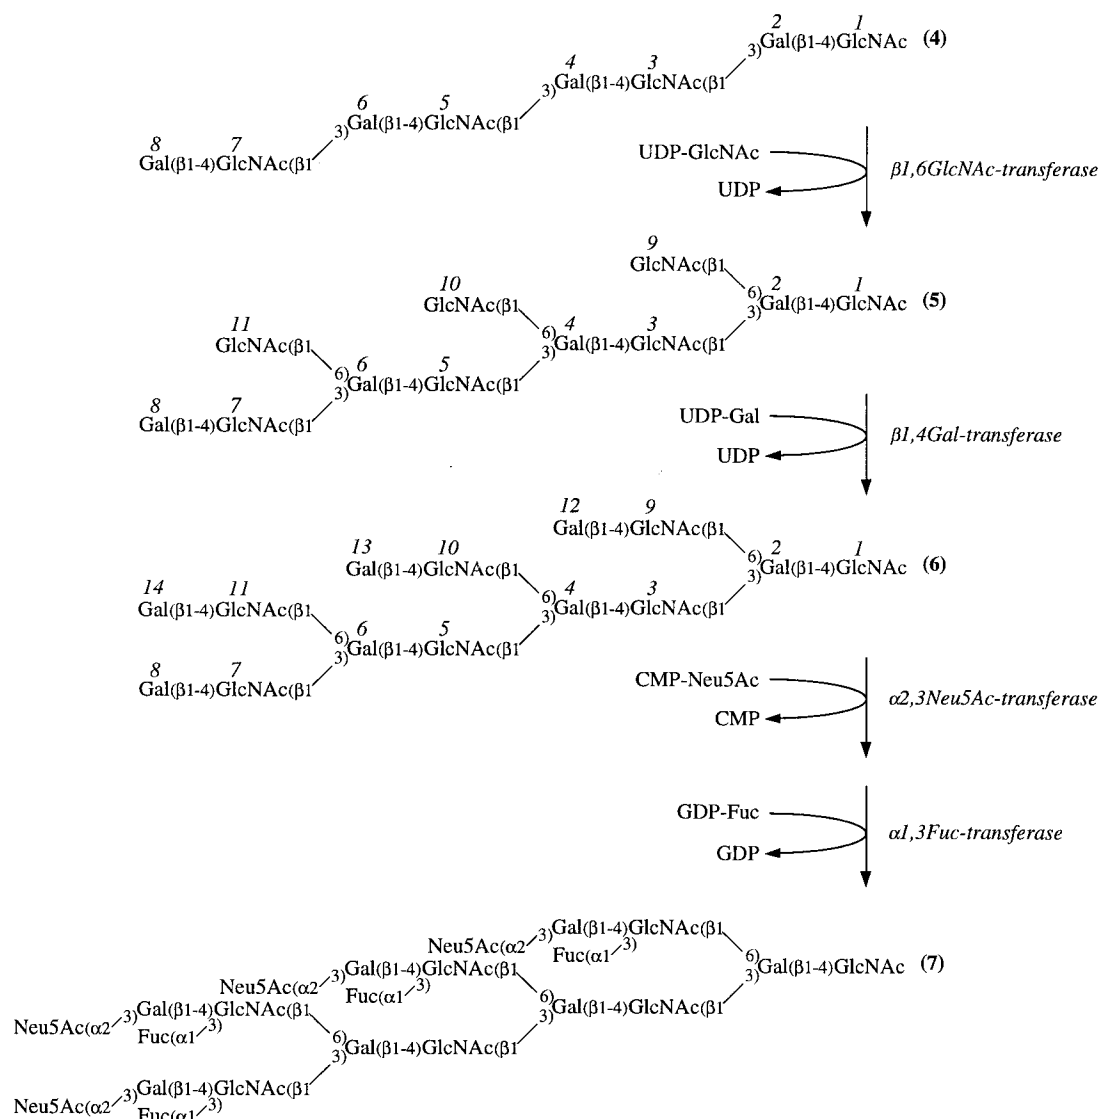 2 1
Gal(β1-4)GlcNAc (4)
4 3 3)
3)Gal(β1-4)GlcNAc(β1
6 5
3)Gal(β1-4)GlcNAc(β1
8 7
Gal(β1-4)GlcNAc(β1
UDP-GlcNAc
β1,6GlcNAc-transferase
UDP
9
GlcNAc(β1
10 6) 2 1
GlcNAc(β1 3)Gal(β1-4)GlcNAc (5)
11 6) 4 3
GlcNAc(β1 3)Gal(β1-4)GlcNAc(β1
6) 6 5
3)Gal(β1-4)GlcNAc(β1
8 7
Gal(β1-4)GlcNAc(β1
UDP-Gal
β1,4Gal-transferase
UDP
12 9
Gal(β1-4)GlcNAc(β1
13 10 6) 2 1
Gal(β1-4)GlcNAc(β1 3)Gal(β1-4)GlcNAc (6)
14 11 6) 4 3
Gal(β1-4)GlcNAc(β1 3)Gal(β1-4)GlcNAc(β1
6) 6 5
3)Gal(β1-4)GlcNAc(β1
8 7
Gal(β1-4)GlcNAc(β1
CMP-Neu5Ac
α2,3Neu5Ac-transferase
CMP
GDP-Fuc
α1,3Fuc-transferase
GDP
3)Gal(β1-4)GlcNAc(β1
Neu5Ac(α2 Fuc(α1 3)
3)Gal(β1-4)GlcNAc(β1 6) 3)Gal(β1-4)GlcNAc (7)
Neu5Ac(α2 Fuc(α1 3)
3)Gal(β1-4)GlcNAc(β1 6) 3)Gal(β1-4)GlcNAc(β1
Neu5Ac(α2 Fuc(α1 3)
6) 3)Gal(β1-4)GlcNAc(β1
3)Gal(β1-4)GlcNAc(β1
Neu5Ac(α2 Fuc(α1 3)